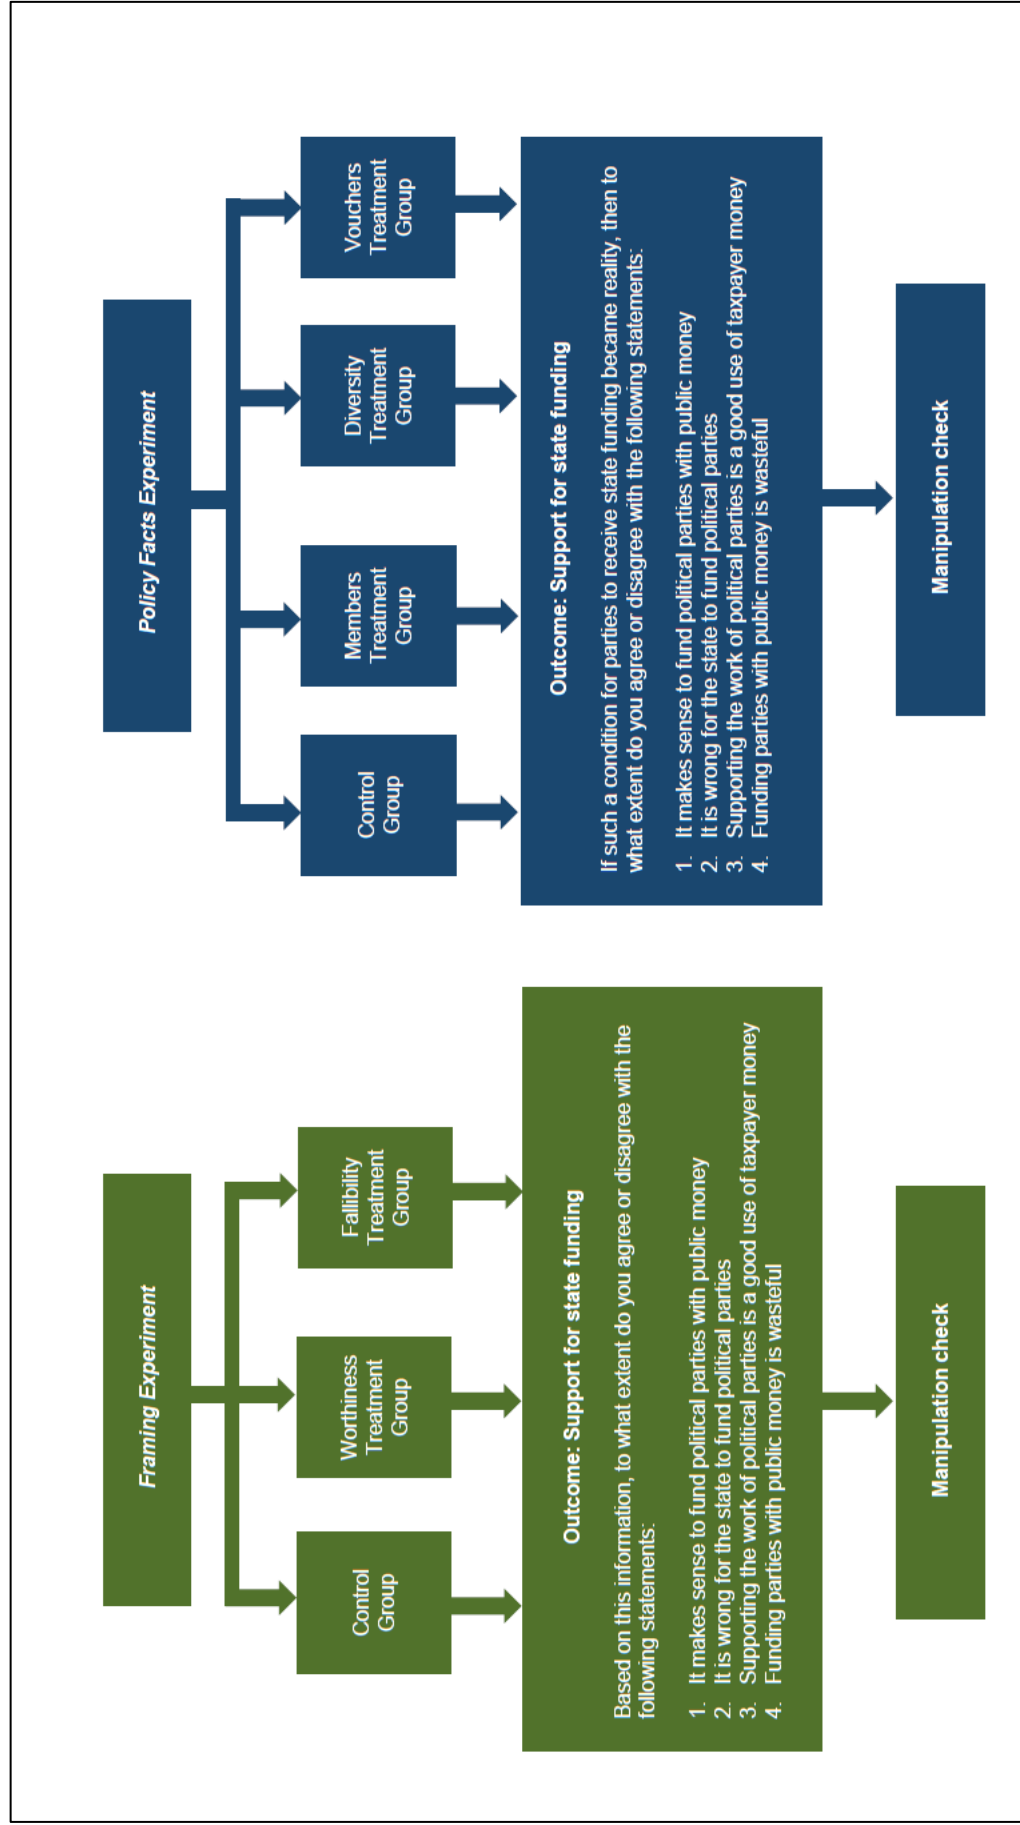 Framing Experiment
Control
Group
Worthiness
Treatment
Group
Fallibility
Treatment
Group
Outcome: Support for state funding
Based on this information, to what extent do you agree or disagree with the
following statements:
1. It makes sense to fund political parties with public money
2. It is wrong for the state to fund political parties
3. Supporting the work of political parties is a good use of taxpayer money
4. Funding parties with public money is wasteful
Manipulation check
Policy Facts Experiment
Control
Group
Members
Treatment
Group
Diversity
Treatment
Group
Vouchers
Treatment
Group
Outcome: Support for state funding
If such a condition for parties to receive state funding became reality, then to
what extent do you agree or disagree with the following statements:
1. It makes sense to fund political parties with public money
2. It is wrong for the state to fund political parties
3. Supporting the work of political parties is a good use of taxpayer money
4. Funding parties with public money is wasteful
Manipulation check